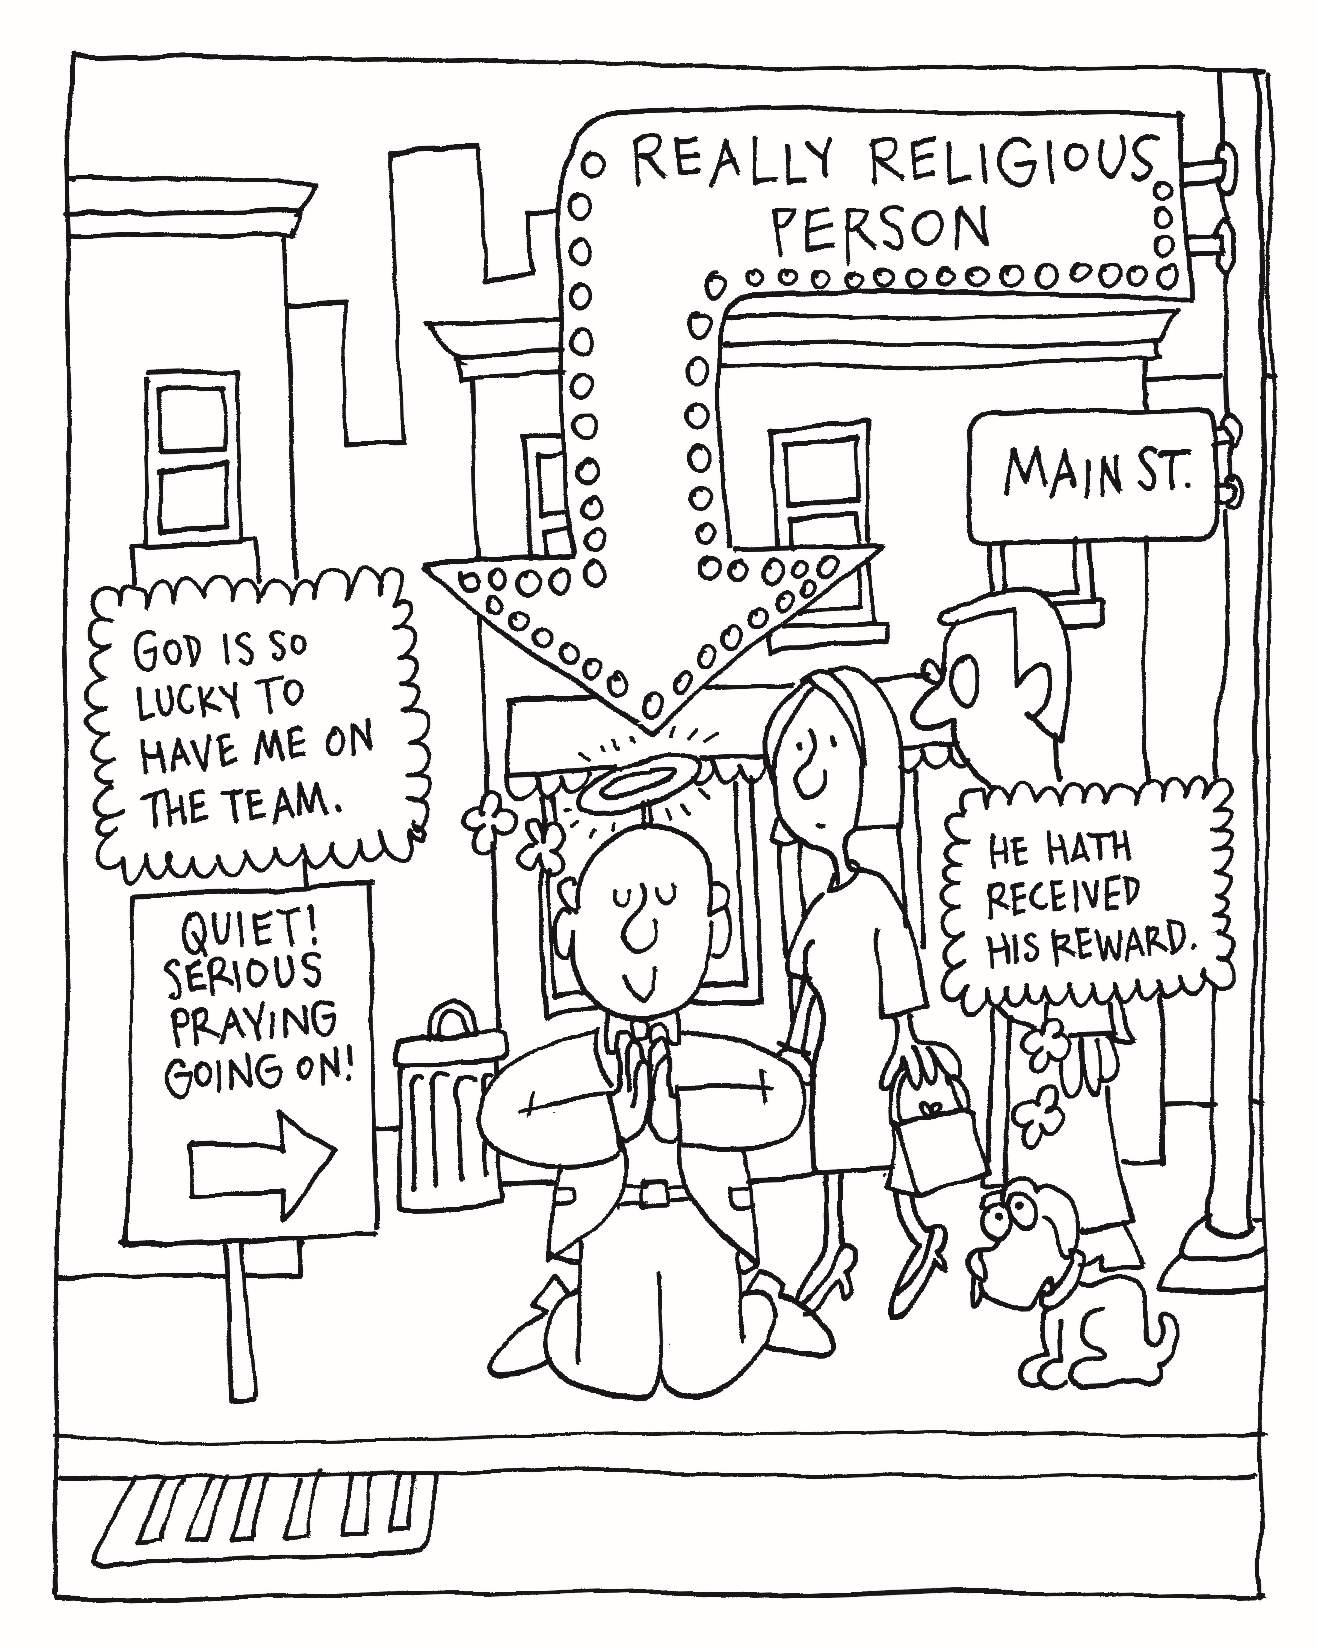 REALLY RELIGIOUS
PERSON
MAIN ST.
GOD IS SO
LUCKY TO
HAVE ME ON
THE TEAM.
HE HATH
RECEIVED
HIS REWARD.
QUIET!
SERIOUS
PRAYING
GOING ON!